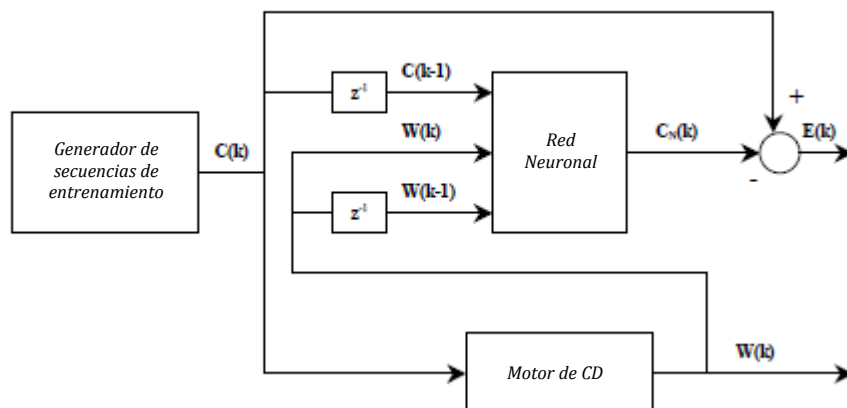 C(k-1)
z⁻¹
+
Generador de
secuencias de
entrenamiento
C(k)
W(k)
Red
Neuronal
C_N(k)
E(k)
-
z⁻¹
W(k-1)
Motor de CD
W(k)